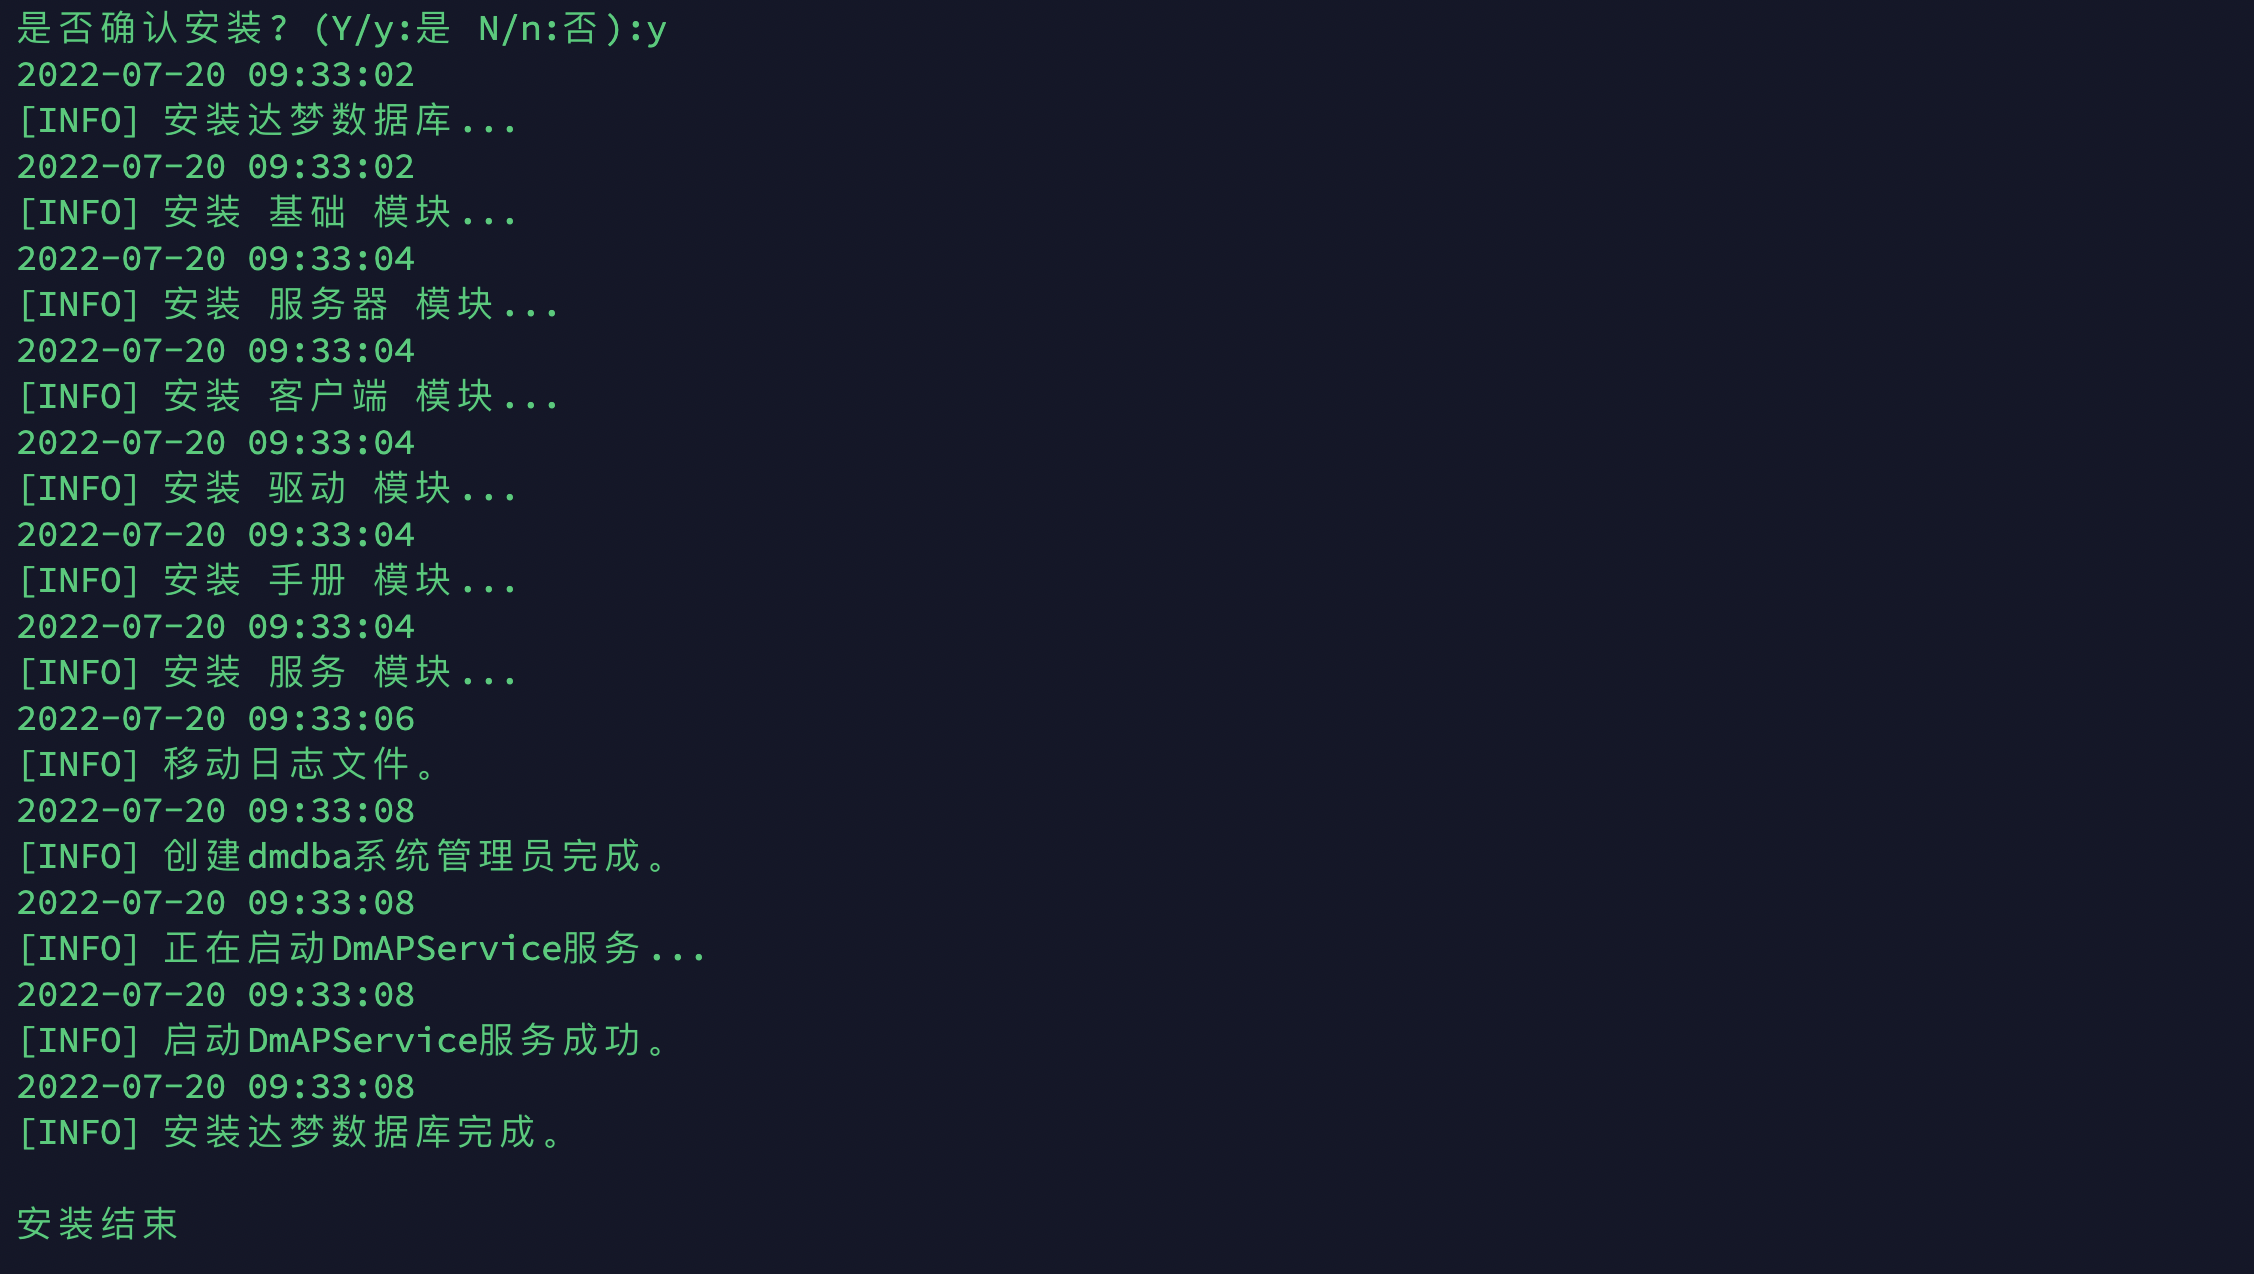 是否确认安装? (Y/y:是 N/n:否):y
2022-07-20 09:33:02
[INFO] 安装达梦数据库...
2022-07-20 09:33:02
[INFO] 安装 基础 模块...
2022-07-20 09:33:04
[INFO] 安装 服务器 模块...
2022-07-20 09:33:04
[INFO] 安装 客户端 模块...
2022-07-20 09:33:04
[INFO] 安装 驱动 模块...
2022-07-20 09:33:04
[INFO] 安装 手册 模块...
2022-07-20 09:33:04
[INFO] 安装 服务 模块...
2022-07-20 09:33:06
[INFO] 移动日志文件。
2022-07-20 09:33:08
[INFO] 创建dmdba系统管理员完成。
2022-07-20 09:33:08
[INFO] 正在启动DmAPService服务...
2022-07-20 09:33:08
[INFO] 启动DmAPService服务成功。
2022-07-20 09:33:08
[INFO] 安装达梦数据库完成。
安装结束